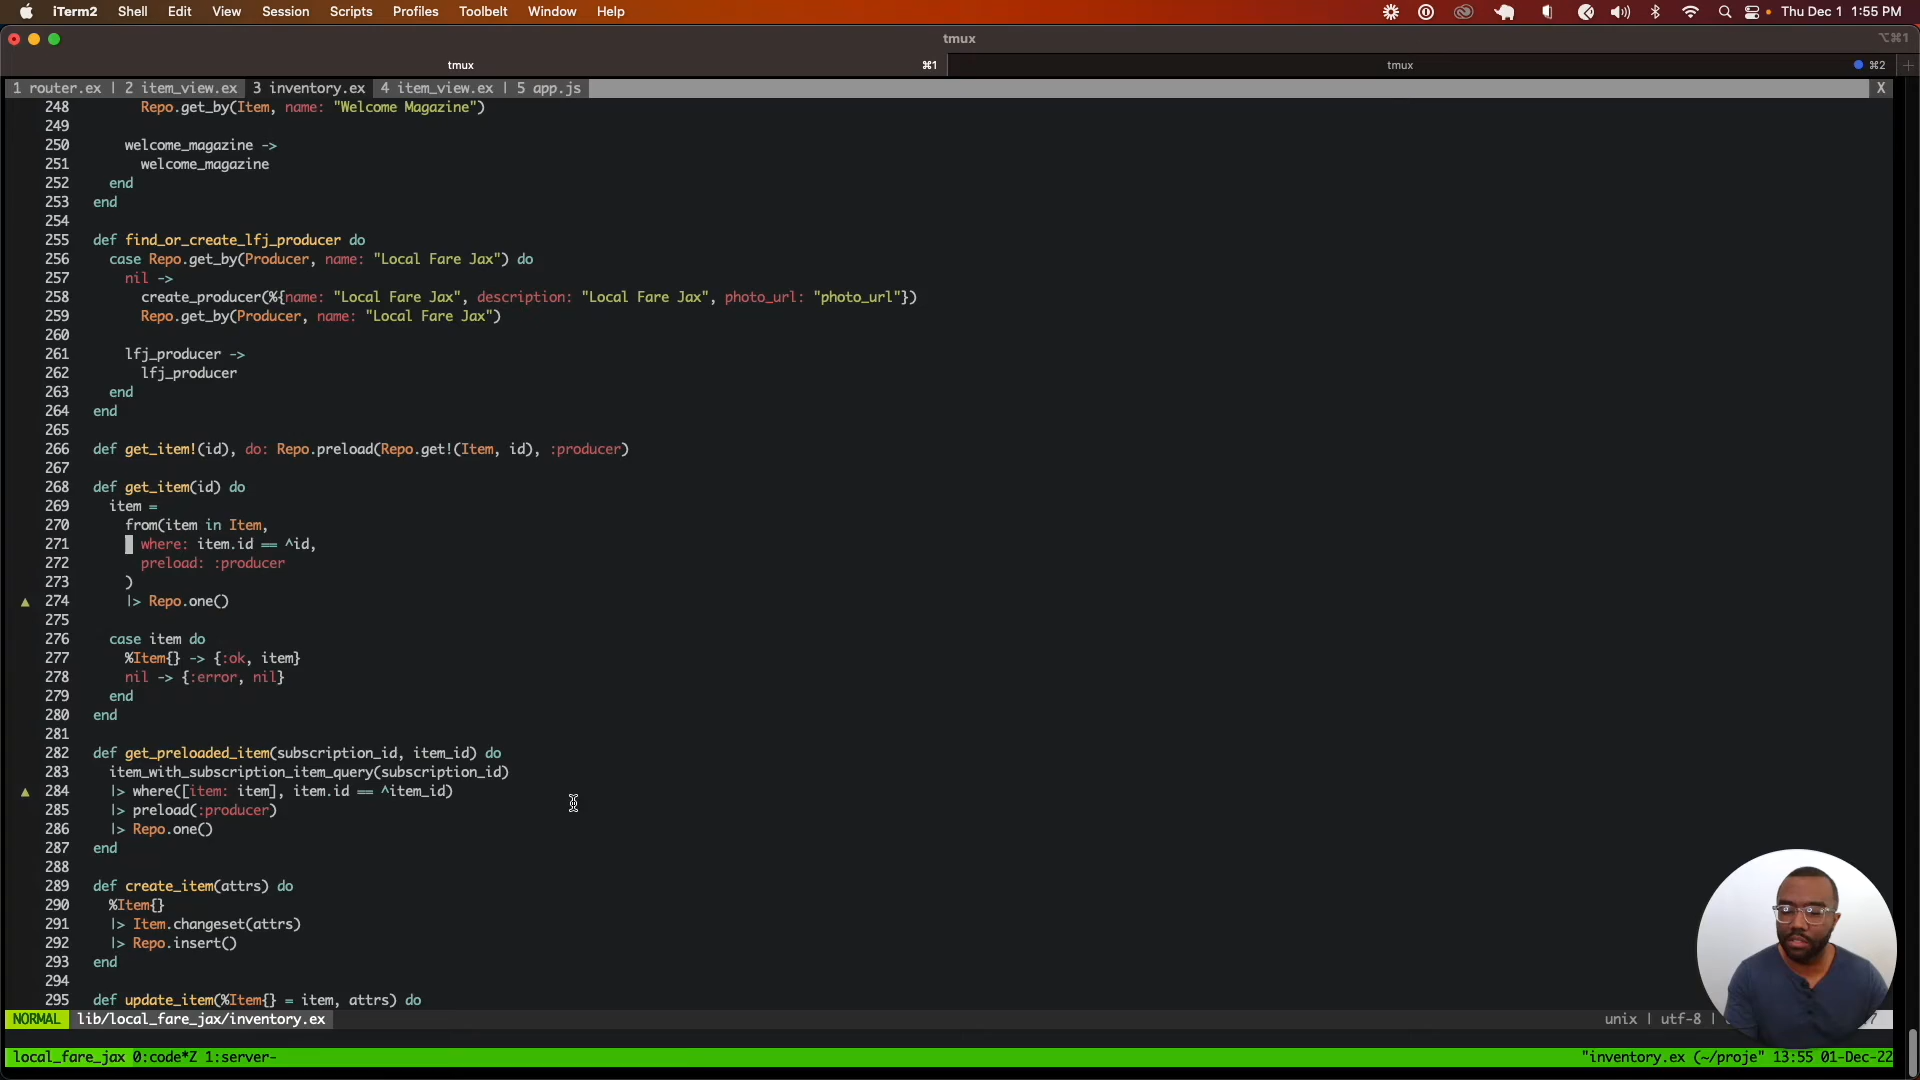 iTerm2 Shell Edit View Session Scripts Profiles Toolbelt Window Help Thu Dec 1 1:55 PM
tmux ⌥⌘1
tmux ⌘1 tmux ⌘2
1 router.ex | 2 item_view.ex 3 inventory.ex 4 item_view.ex | 5 app.js X
248 Repo.get_by(Item, name: "Welcome Magazine")
249
250 welcome_magazine ->
251 welcome_magazine
252 end
253 end
254
255 def find_or_create_lfj_producer do
256 case Repo.get_by(Producer, name: "Local Fare Jax") do
257 nil ->
258 create_producer(%{name: "Local Fare Jax", description: "Local Fare Jax", photo_url: "photo_url"})
259 Repo.get_by(Producer, name: "Local Fare Jax")
260
261 lfj_producer ->
262 lfj_producer
263 end
264 end
265
266 def get_item!(id), do: Repo.preload(Repo.get!(Item, id), :producer)
267
268 def get_item(id) do
269 item =
270 from(item in Item,
271 where: item.id == ^id,
272 preload: :producer
273 )
274 |> Repo.one()
275
276 case item do
277 %Item{} -> {:ok, item}
278 nil -> {:error, nil}
279 end
280 end
281
282 def get_preloaded_item(subscription_id, item_id) do
283 item_with_subscription_item_query(subscription_id)
284 |> where([item: item], item.id == ^item_id)
285 |> preload(:producer)
286 |> Repo.one()
287 end
288
289 def create_item(attrs) do
290 %Item{}
291 |> Item.changeset(attrs)
292 |> Repo.insert()
293 end
294
295 def update_item(%Item{} = item, attrs) do
NORMAL lib/local_fare_jax/inventory.ex unix | utf-8 |
local_fare_jax 0:code*Z 1:server- "inventory.ex (~/proje" 13:55 01-Dec-22